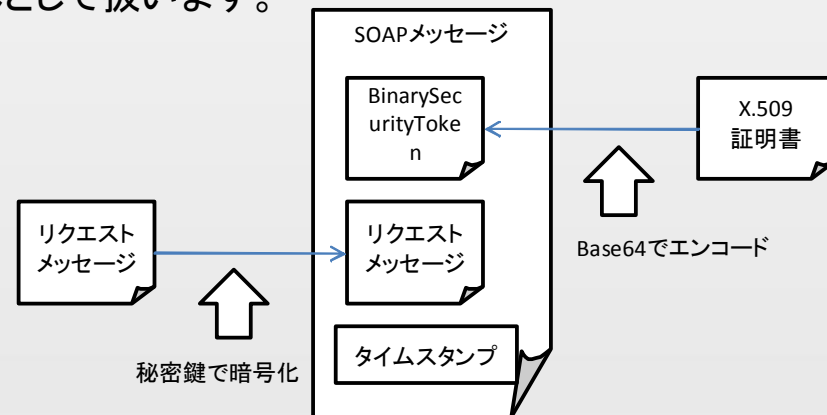 として扱います。
SOAPメッセージ
BinarySec
urityToke
n
X.509
証明書
リクエスト
メッセージ
リクエスト
メッセージ
Base64でエンコード
タイムスタンプ
秘密鍵で暗号化